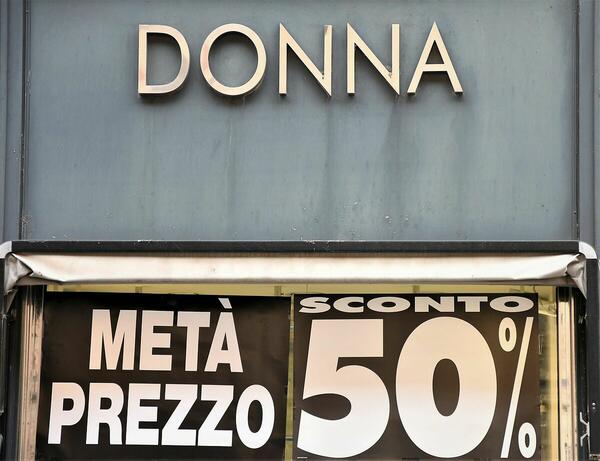 DONNA
METÀ
PREZZO
SCONTO
50%